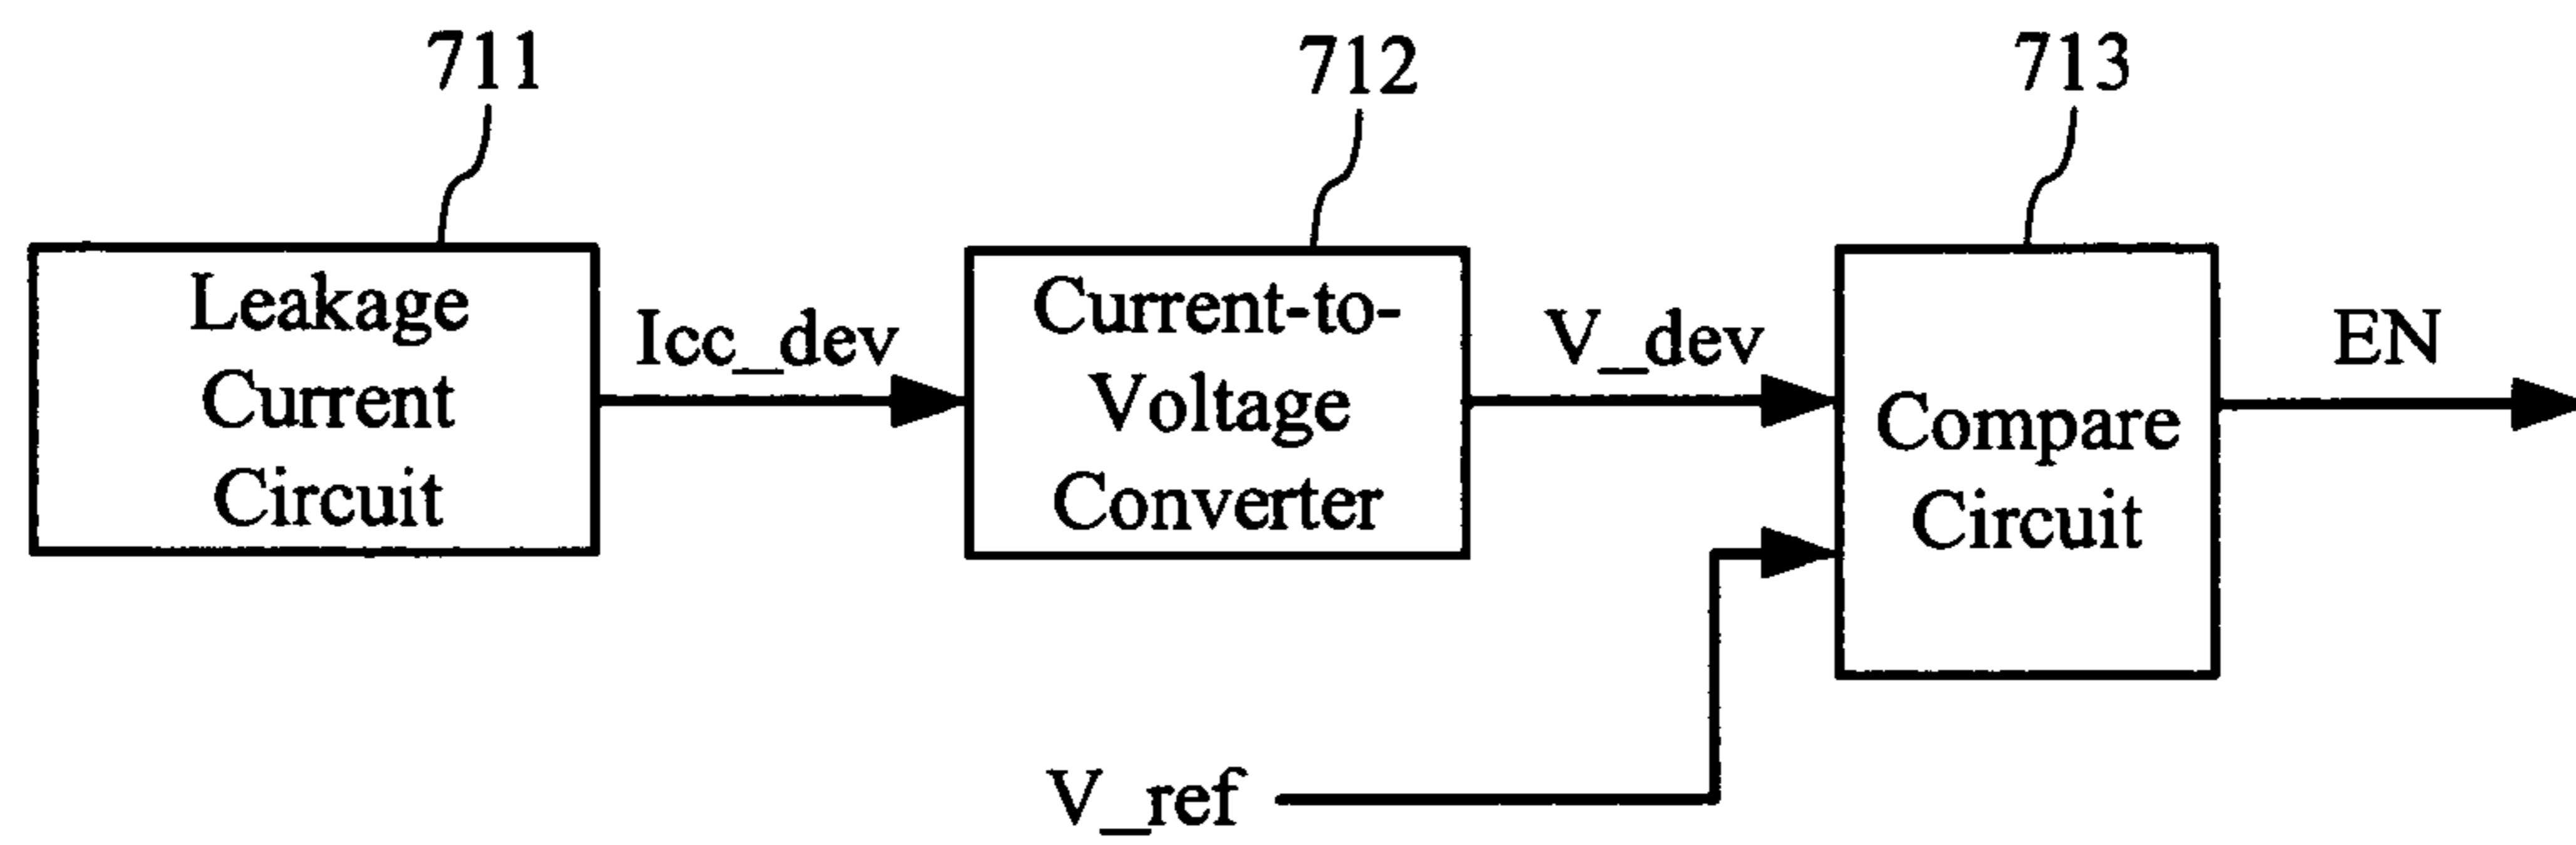 711
712
713
Leakage
Current
Circuit
Icc_dev
Current-to-
Voltage
Converter
V_dev
Compare
Circuit
EN
V_ref